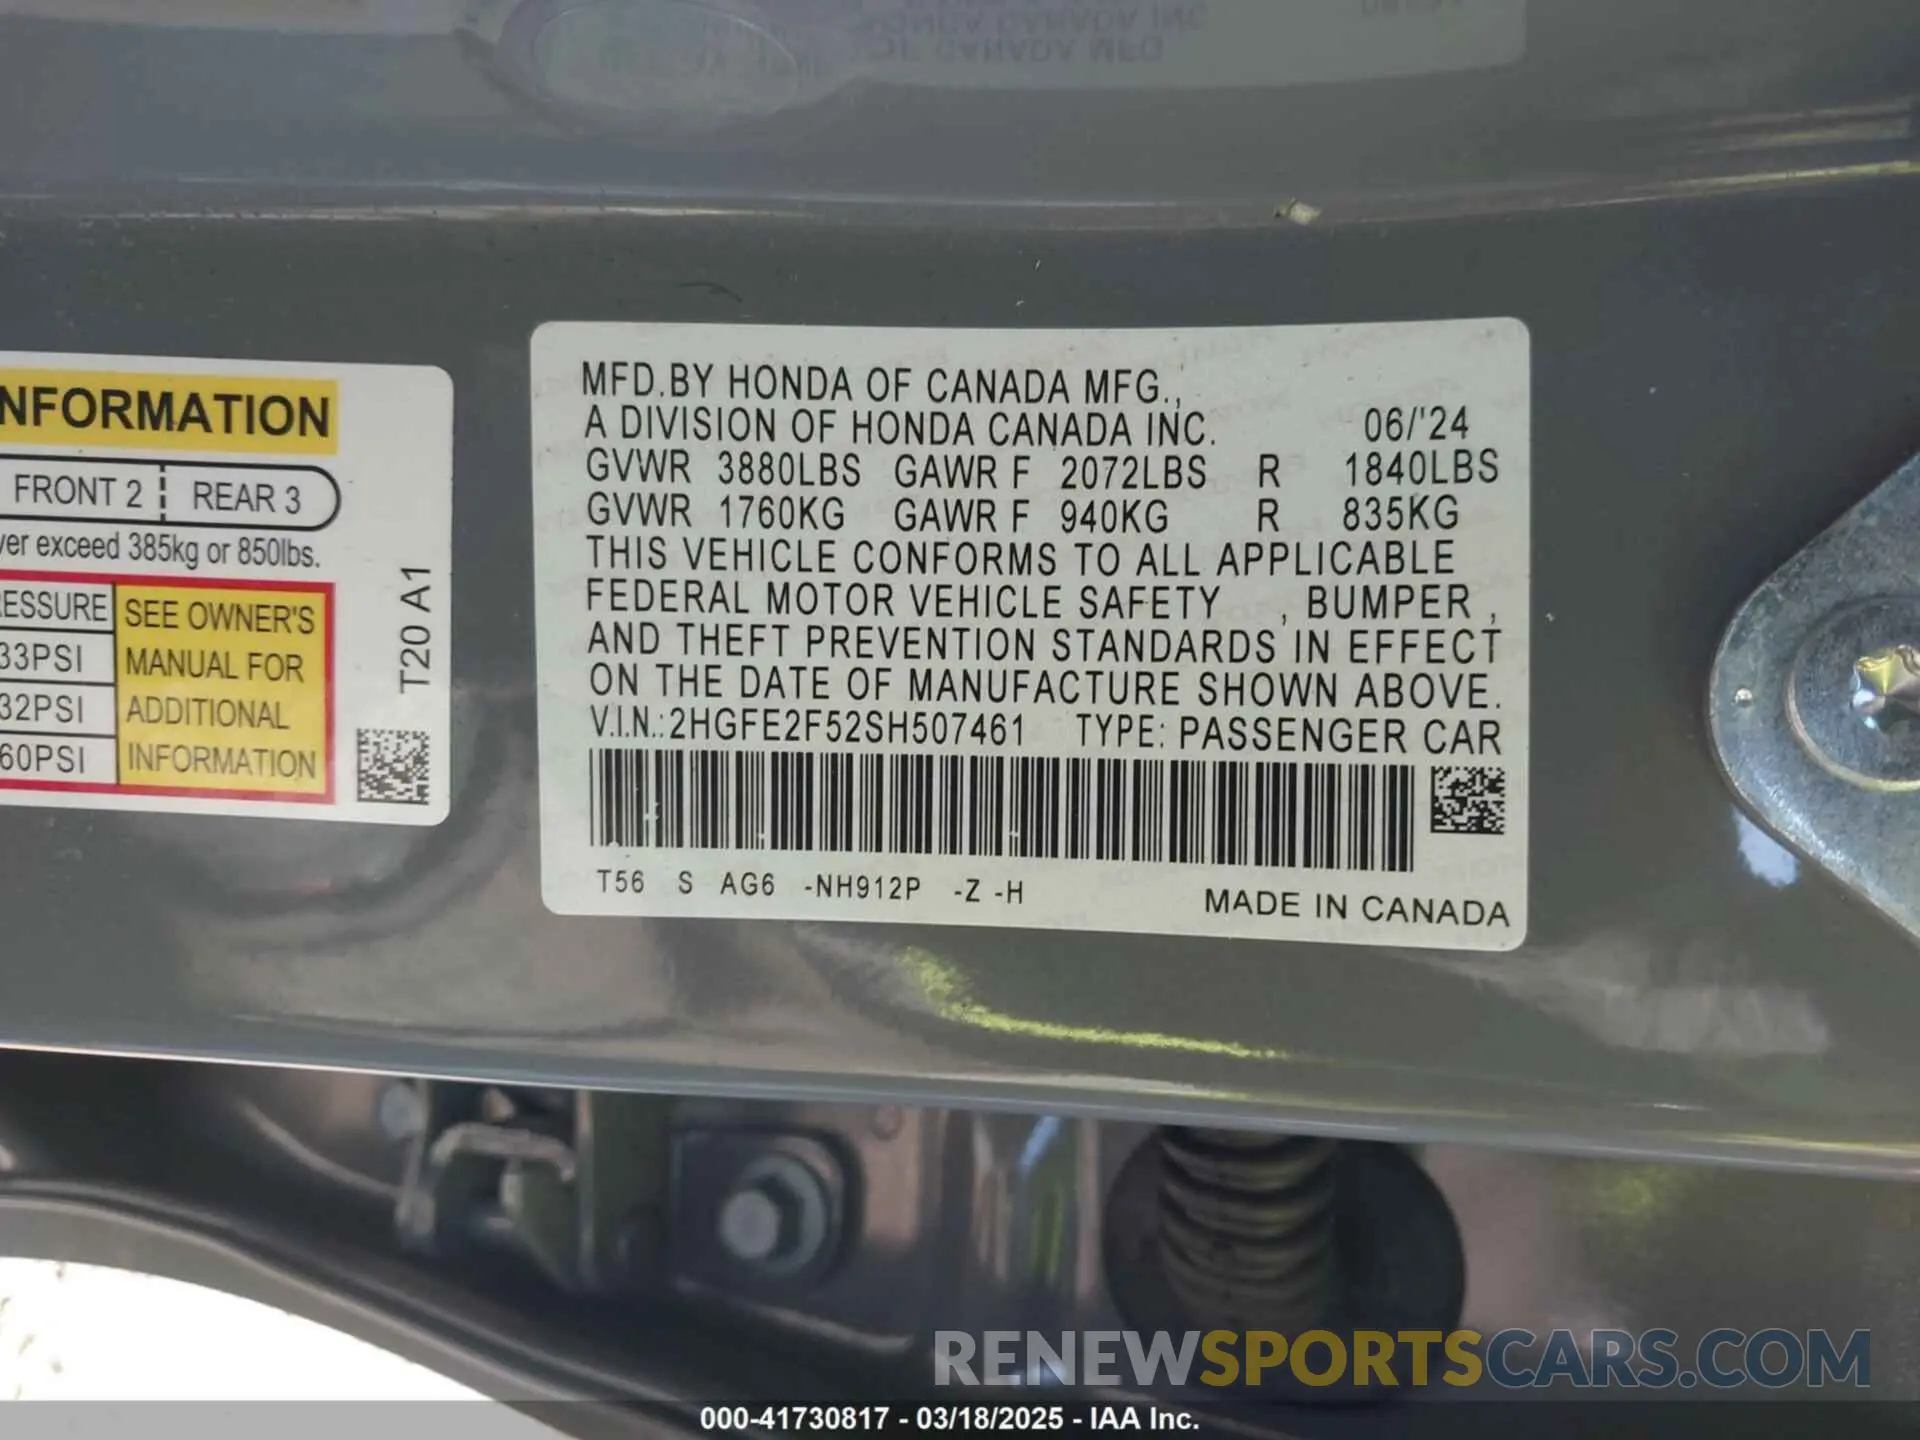 NFORMATION
FRONT 2 REAR 3
ver exceed 385kg or 850lbs.
RESSURE
33PSI
32PSI
60PSI
SEE OWNER'S
MANUAL FOR
ADDITIONAL
INFORMATION
T20 A1
MFD.BY HONDA OF CANADA MFG.,
A DIVISION OF HONDA CANADA INC. 06/'24
GVWR 3880LBS GAWR F 2072LBS R 1840LBS
GVWR 1760KG GAWR F 940KG R 835KG
THIS VEHICLE CONFORMS TO ALL APPLICABLE
FEDERAL MOTOR VEHICLE SAFETY , BUMPER ,
AND THEFT PREVENTION STANDARDS IN EFFECT
ON THE DATE OF MANUFACTURE SHOWN ABOVE.
V.I.N.: 2HGFE2F52SH507461 TYPE: PASSENGER CAR
T56 S AG6 -NH912P -Z -H
MADE IN CANADA
RENEWSPORTSCARS.COM
000-41730817 - 03/18/2025 - IAA Inc.